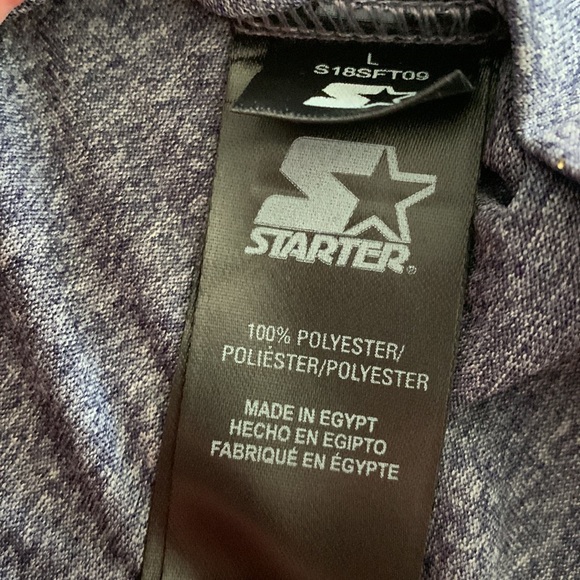 L
S18SFT09
STARTER®
100% POLYESTER/
POLIÉSTER/POLYESTER
MADE IN EGYPT
HECHO EN EGIPTO
FABRIQUÉ EN ÉGYPTE